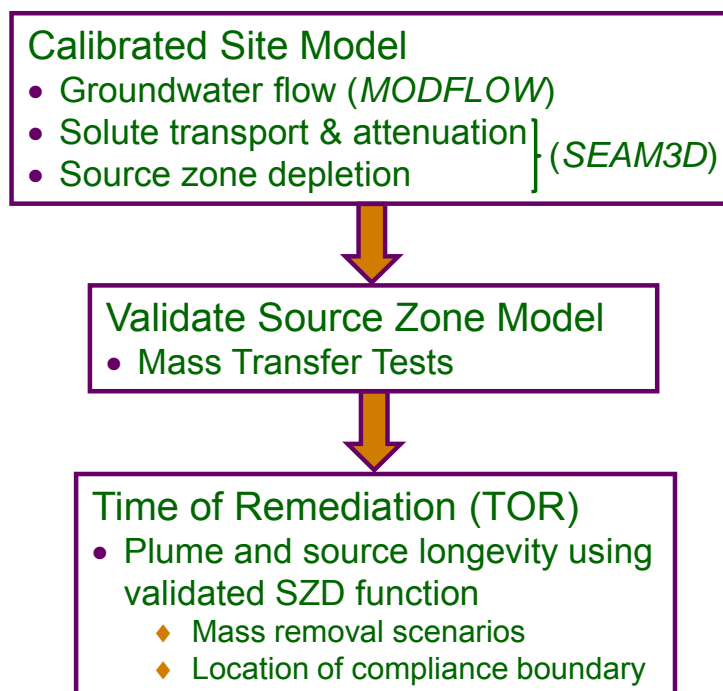 Calibrated Site Model
• Groundwater flow (MODFLOW)
• Solute transport & attenuation
• Source zone depletion
(SEAM3D)
Validate Source Zone Model
• Mass Transfer Tests
Time of Remediation (TOR)
• Plume and source longevity using
validated SZD function
♦ Mass removal scenarios
♦ Location of compliance boundary